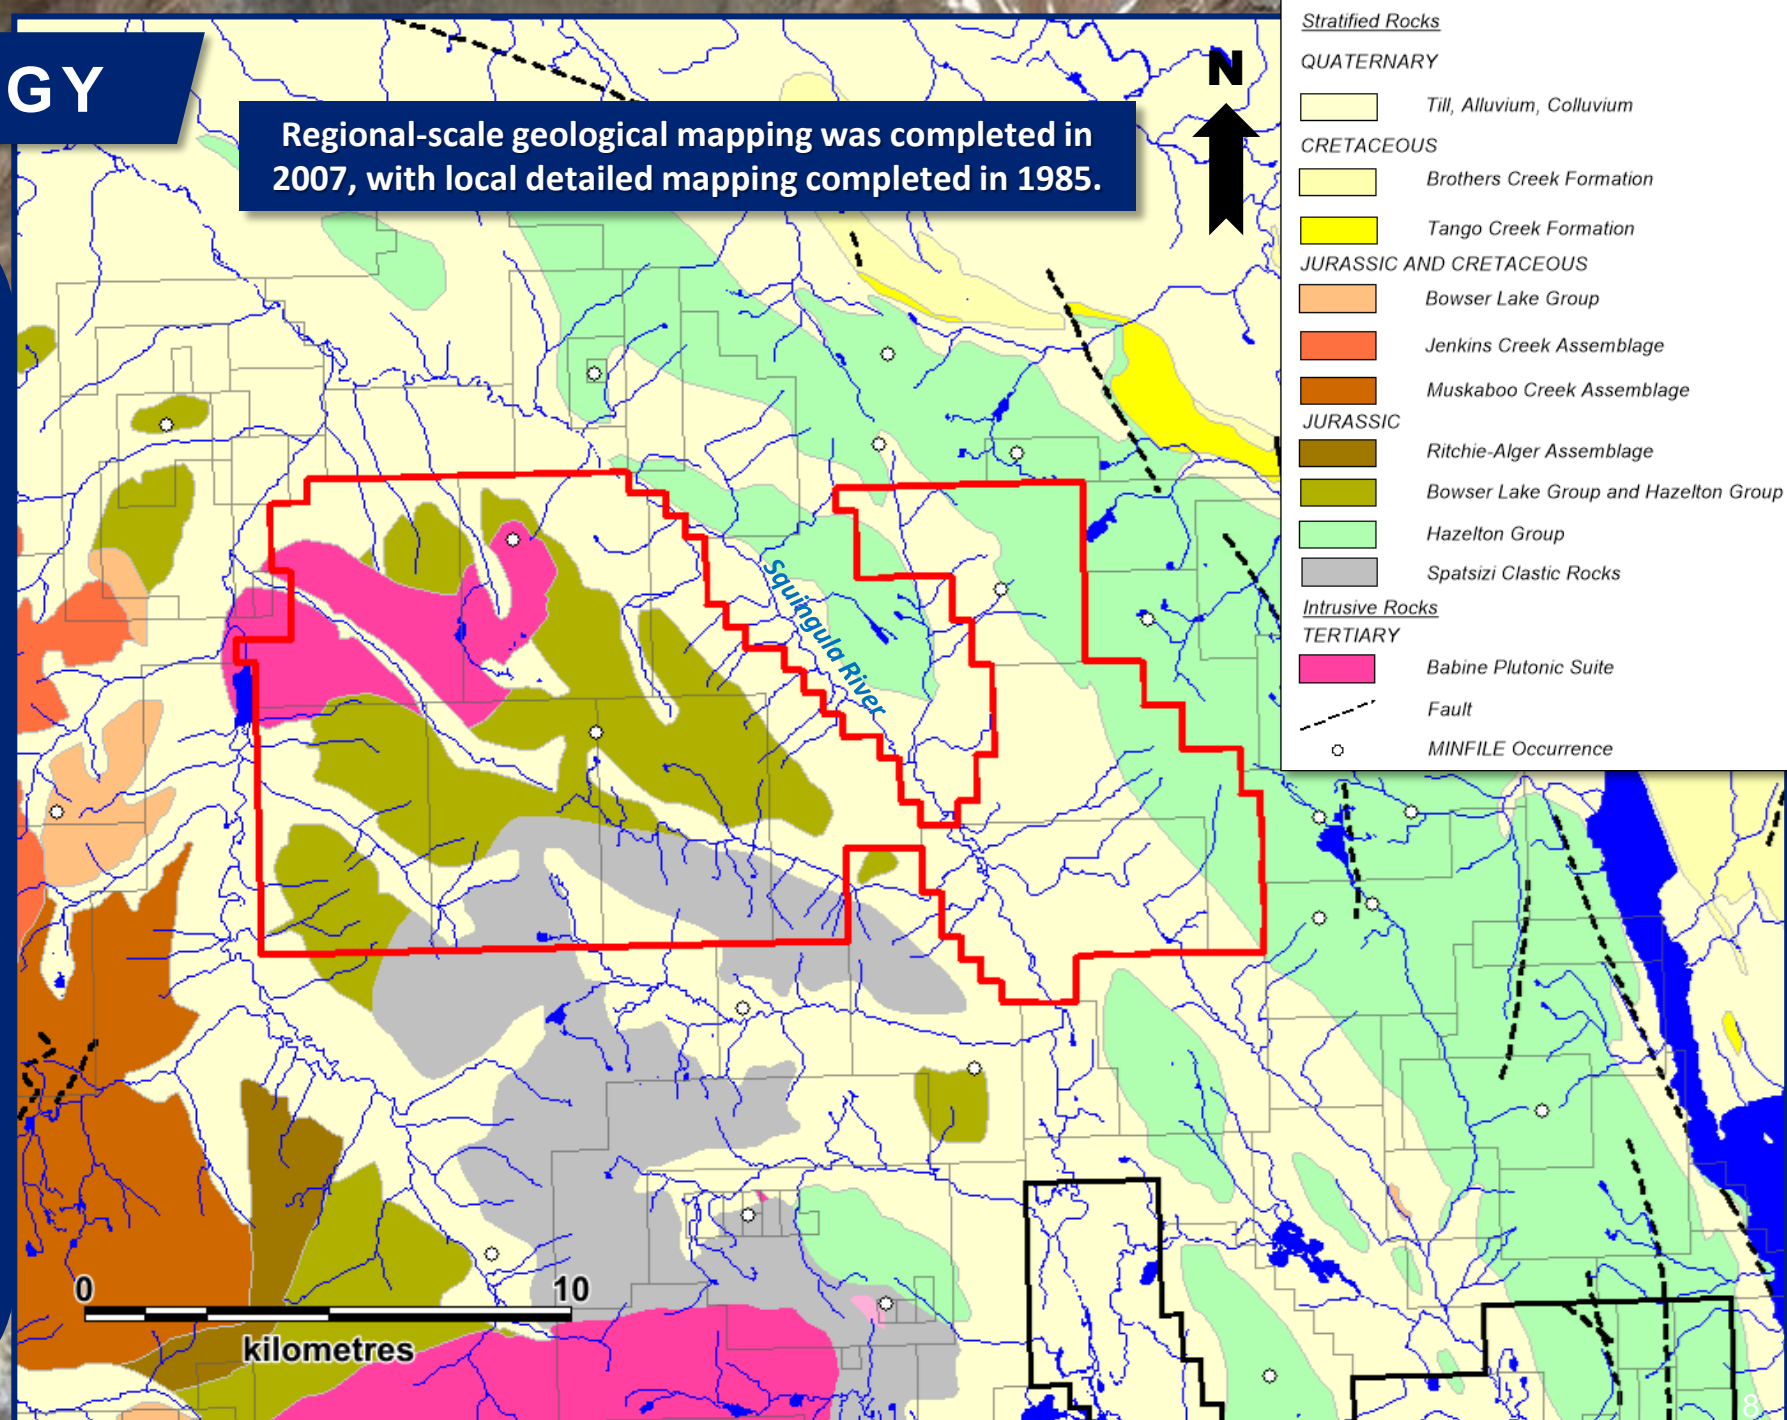 GY
Regional-scale geological mapping was completed in
2007, with local detailed mapping completed in 1985.
N
Squingula River
0 10
kilometres
Stratified Rocks
QUATERNARY
Till, Alluvium, Colluvium
CRETACEOUS
Brothers Creek Formation
Tango Creek Formation
JURASSIC AND CRETACEOUS
Bowser Lake Group
Jenkins Creek Assemblage
Muskaboo Creek Assemblage
JURASSIC
Ritchie-Alger Assemblage
Bowser Lake Group and Hazelton Group
Hazelton Group
Spatsizi Clastic Rocks
Intrusive Rocks
TERTIARY
Babine Plutonic Suite
Fault
MINFILE Occurrence
8